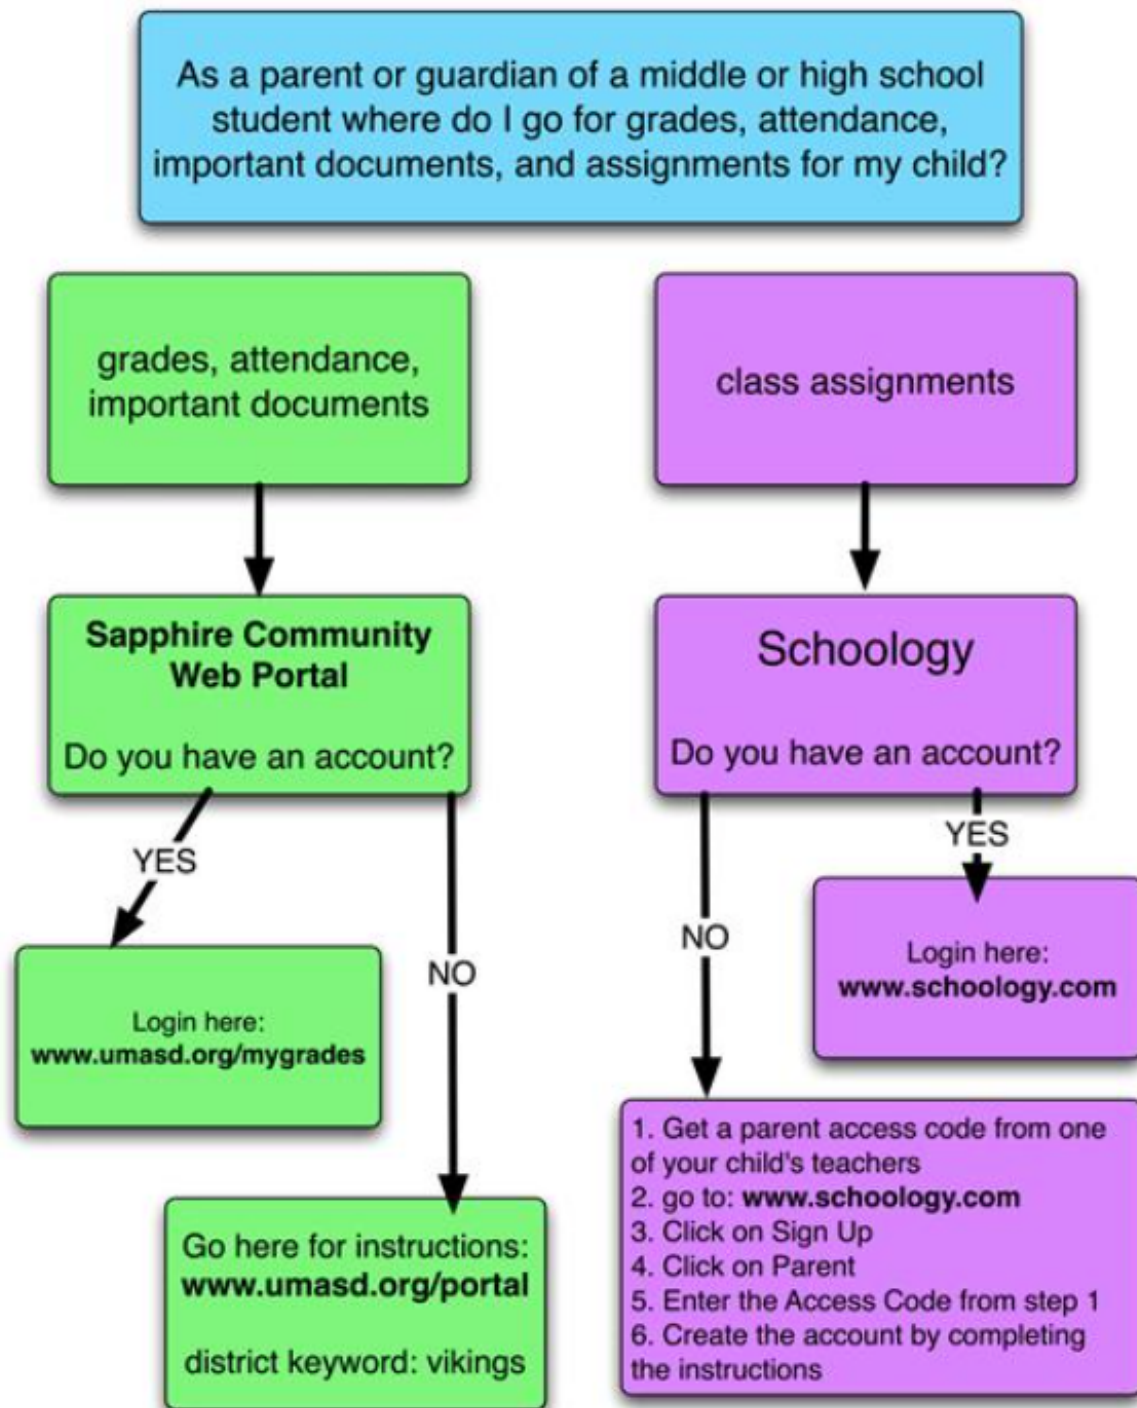 As a parent or guardian of a middle or high school
student where do I go for grades, attendance,
important documents, and assignments for my child?
grades, attendance,
important documents
class assignments
Sapphire Community
Web Portal
Do you have an account?
Schoology
Do you have an account?
YES
NO
NO
YES
Login here:
www.umasd.org/mygrades
Login here:
www.schoology.com
Go here for instructions:
www.umasd.org/portal
district keyword: vikings
1. Get a parent access code from one
of your child's teachers
2. go to: www.schoology.com
3. Click on Sign Up
4. Click on Parent
5. Enter the Access Code from step 1
6. Create the account by completing
the instructions